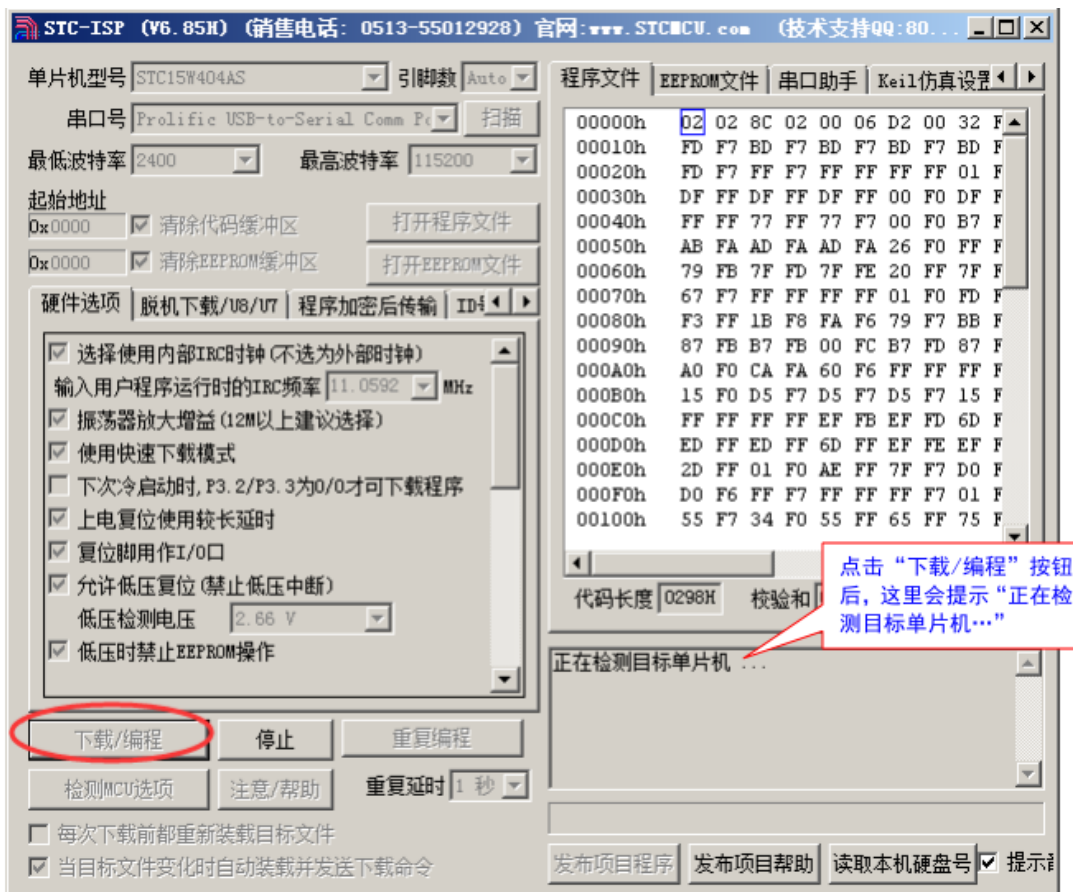 STC-ISP (V6.85H) (销售电话: 0513-55012928) 官网:www.STCMCU.com (技术支持QQ:80...
单片机型号 STC15W404AS 引脚数 Auto
串口号 Prolific USB-to-Serial Comm Po 扫描
最低波特率 2400 最高波特率 115200
起始地址
0x0000 清除代码缓冲区 打开程序文件
0x0000 清除EEPROM缓冲区 打开EEPROM文件
硬件选项 脱机下载/U8/U7 程序加密后传输 ID号
选择使用内部IRC时钟(不选为外部时钟)
输入用户程序运行时的IRC频率 11.0592 MHz
振荡器放大增益(12M以上建议选择)
使用快速下载模式
下次冷启动时,P3.2/P3.3为0/0才可下载程序
上电复位使用较长延时
复位脚用作I/O口
允许低压复位(禁止低压中断)
低压检测电压 2.66 V
低压时禁止EEPROM操作
下载/编程 停止 重复编程
检测MCU选项 注意/帮助 重复延时 1 秒
每次下载前都重新装载目标文件
当目标文件变化时自动装载并发送下载命令
程序文件 EEPROM文件 串口助手 Keil仿真设置
00000h 02 02 8C 02 00 06 D2 00 32 F
00010h FD F7 BD F7 BD F7 BD F7 BD F
00020h FD F7 FF F7 FF FF FF FF 01 F
00030h DF FF DF FF DF FF 00 F0 DF F
00040h FF FF 77 FF 77 F7 00 F0 B7 F
00050h AB FA AD FA AD FA 26 F0 FF F
00060h 79 FB 7F FD 7F FE 20 FF 7F F
00070h 67 F7 FF FF FF FF 01 F0 FD F
00080h F3 FF 1B F8 FA F6 79 F7 BB F
00090h 87 FB B7 FB 00 FC B7 FD 87 F
000A0h A0 F0 CA FA 60 F6 FF FF FF F
000B0h 15 F0 D5 F7 D5 F7 D5 F7 15 F
000C0h FF FF FF FF EF FB EF FD 6D F
000D0h ED FF ED FF 6D FF EF FE EF F
000E0h 2D FF 01 F0 AE FF 7F F7 D0 F
000F0h D0 F6 FF F7 FF FF FF F7 01 F
00100h 55 F7 34 F0 55 FF 65 FF 75 F
代码长度 0298H 校验和
点击“下载/编程”按钮
后,这里会提示“正在检
测目标单片机…”
正在检测目标单片机 ...
发布项目程序 发布项目帮助 读取本机硬盘号 提示